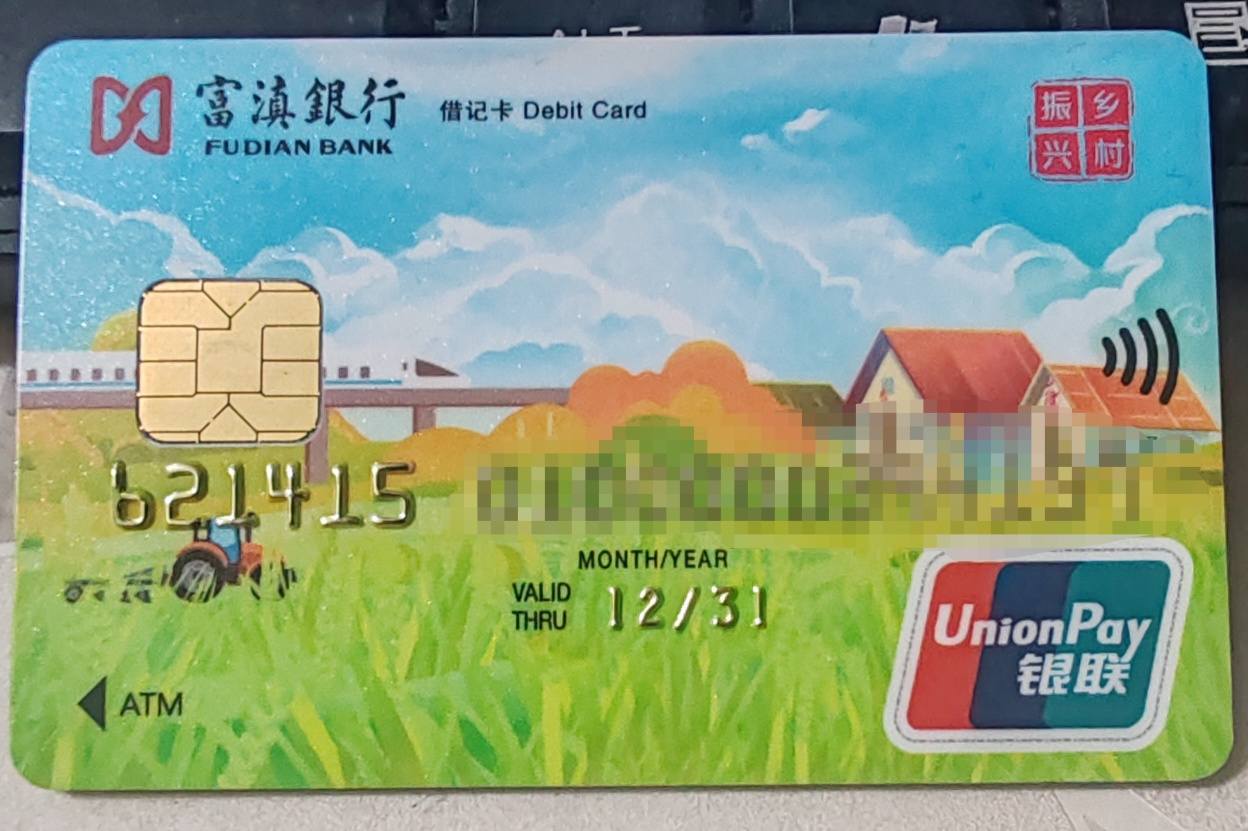 富滇銀行
FUDIAN BANK
借记卡 Debit Card
振 乡
兴 村
621415
MONTH/YEAR
VALID THRU 12/31
ATM
UnionPay
银联